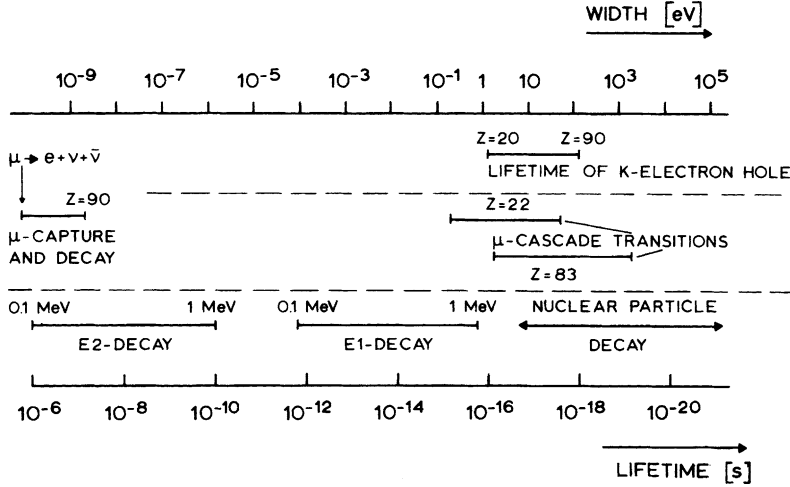 WIDTH [eV]
10⁻⁹ 10⁻⁷ 10⁻⁵ 10⁻³ 10⁻¹ 1 10 10³ 10⁵
Z=20 Z=90
μ → e+ν+ν̄
LIFETIME OF K-ELECTRON HOLE
Z=90
Z=22
μ-CAPTURE
AND DECAY
μ-CASCADE TRANSITIONS
Z=83
0.1 MeV 1 MeV 0.1 MeV 1 MeV NUCLEAR PARTICLE
E2-DECAY E1-DECAY DECAY
10⁻⁶ 10⁻⁸ 10⁻¹⁰ 10⁻¹² 10⁻¹⁴ 10⁻¹⁶ 10⁻¹⁸ 10⁻²⁰
LIFETIME [s]